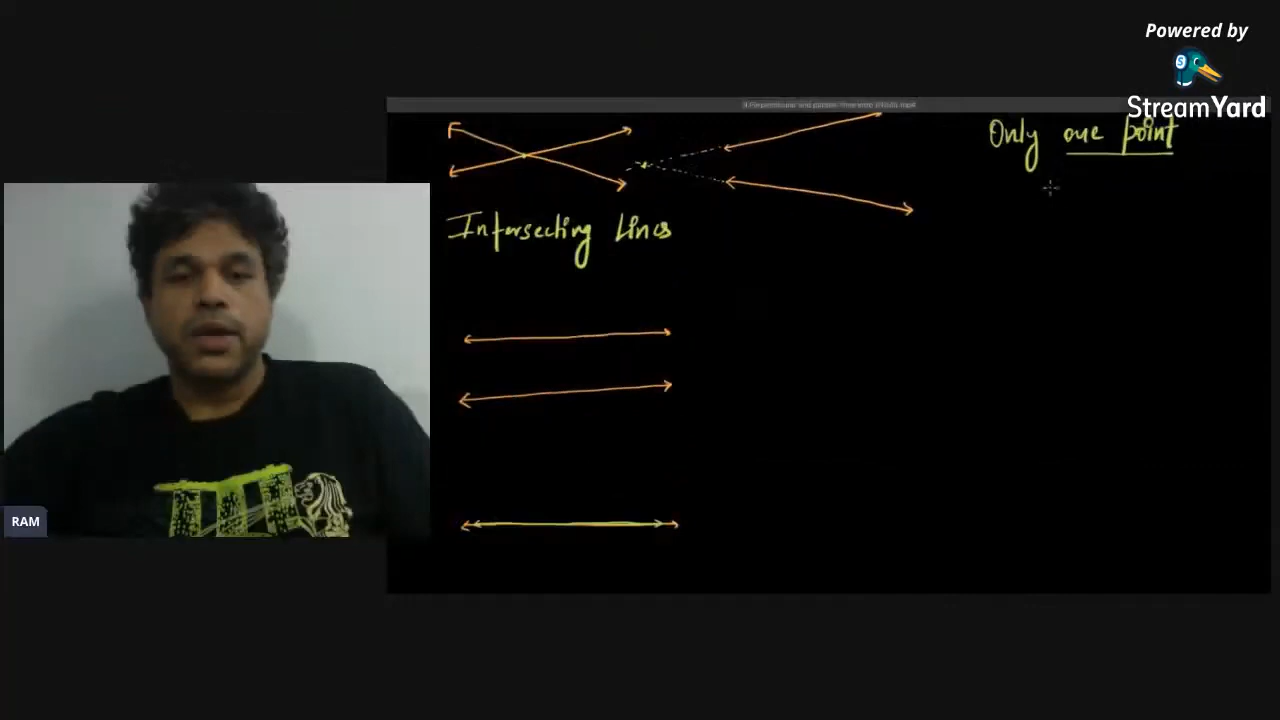 Powered by
StreamYard
Only one point
Intersecting Lines
RAM